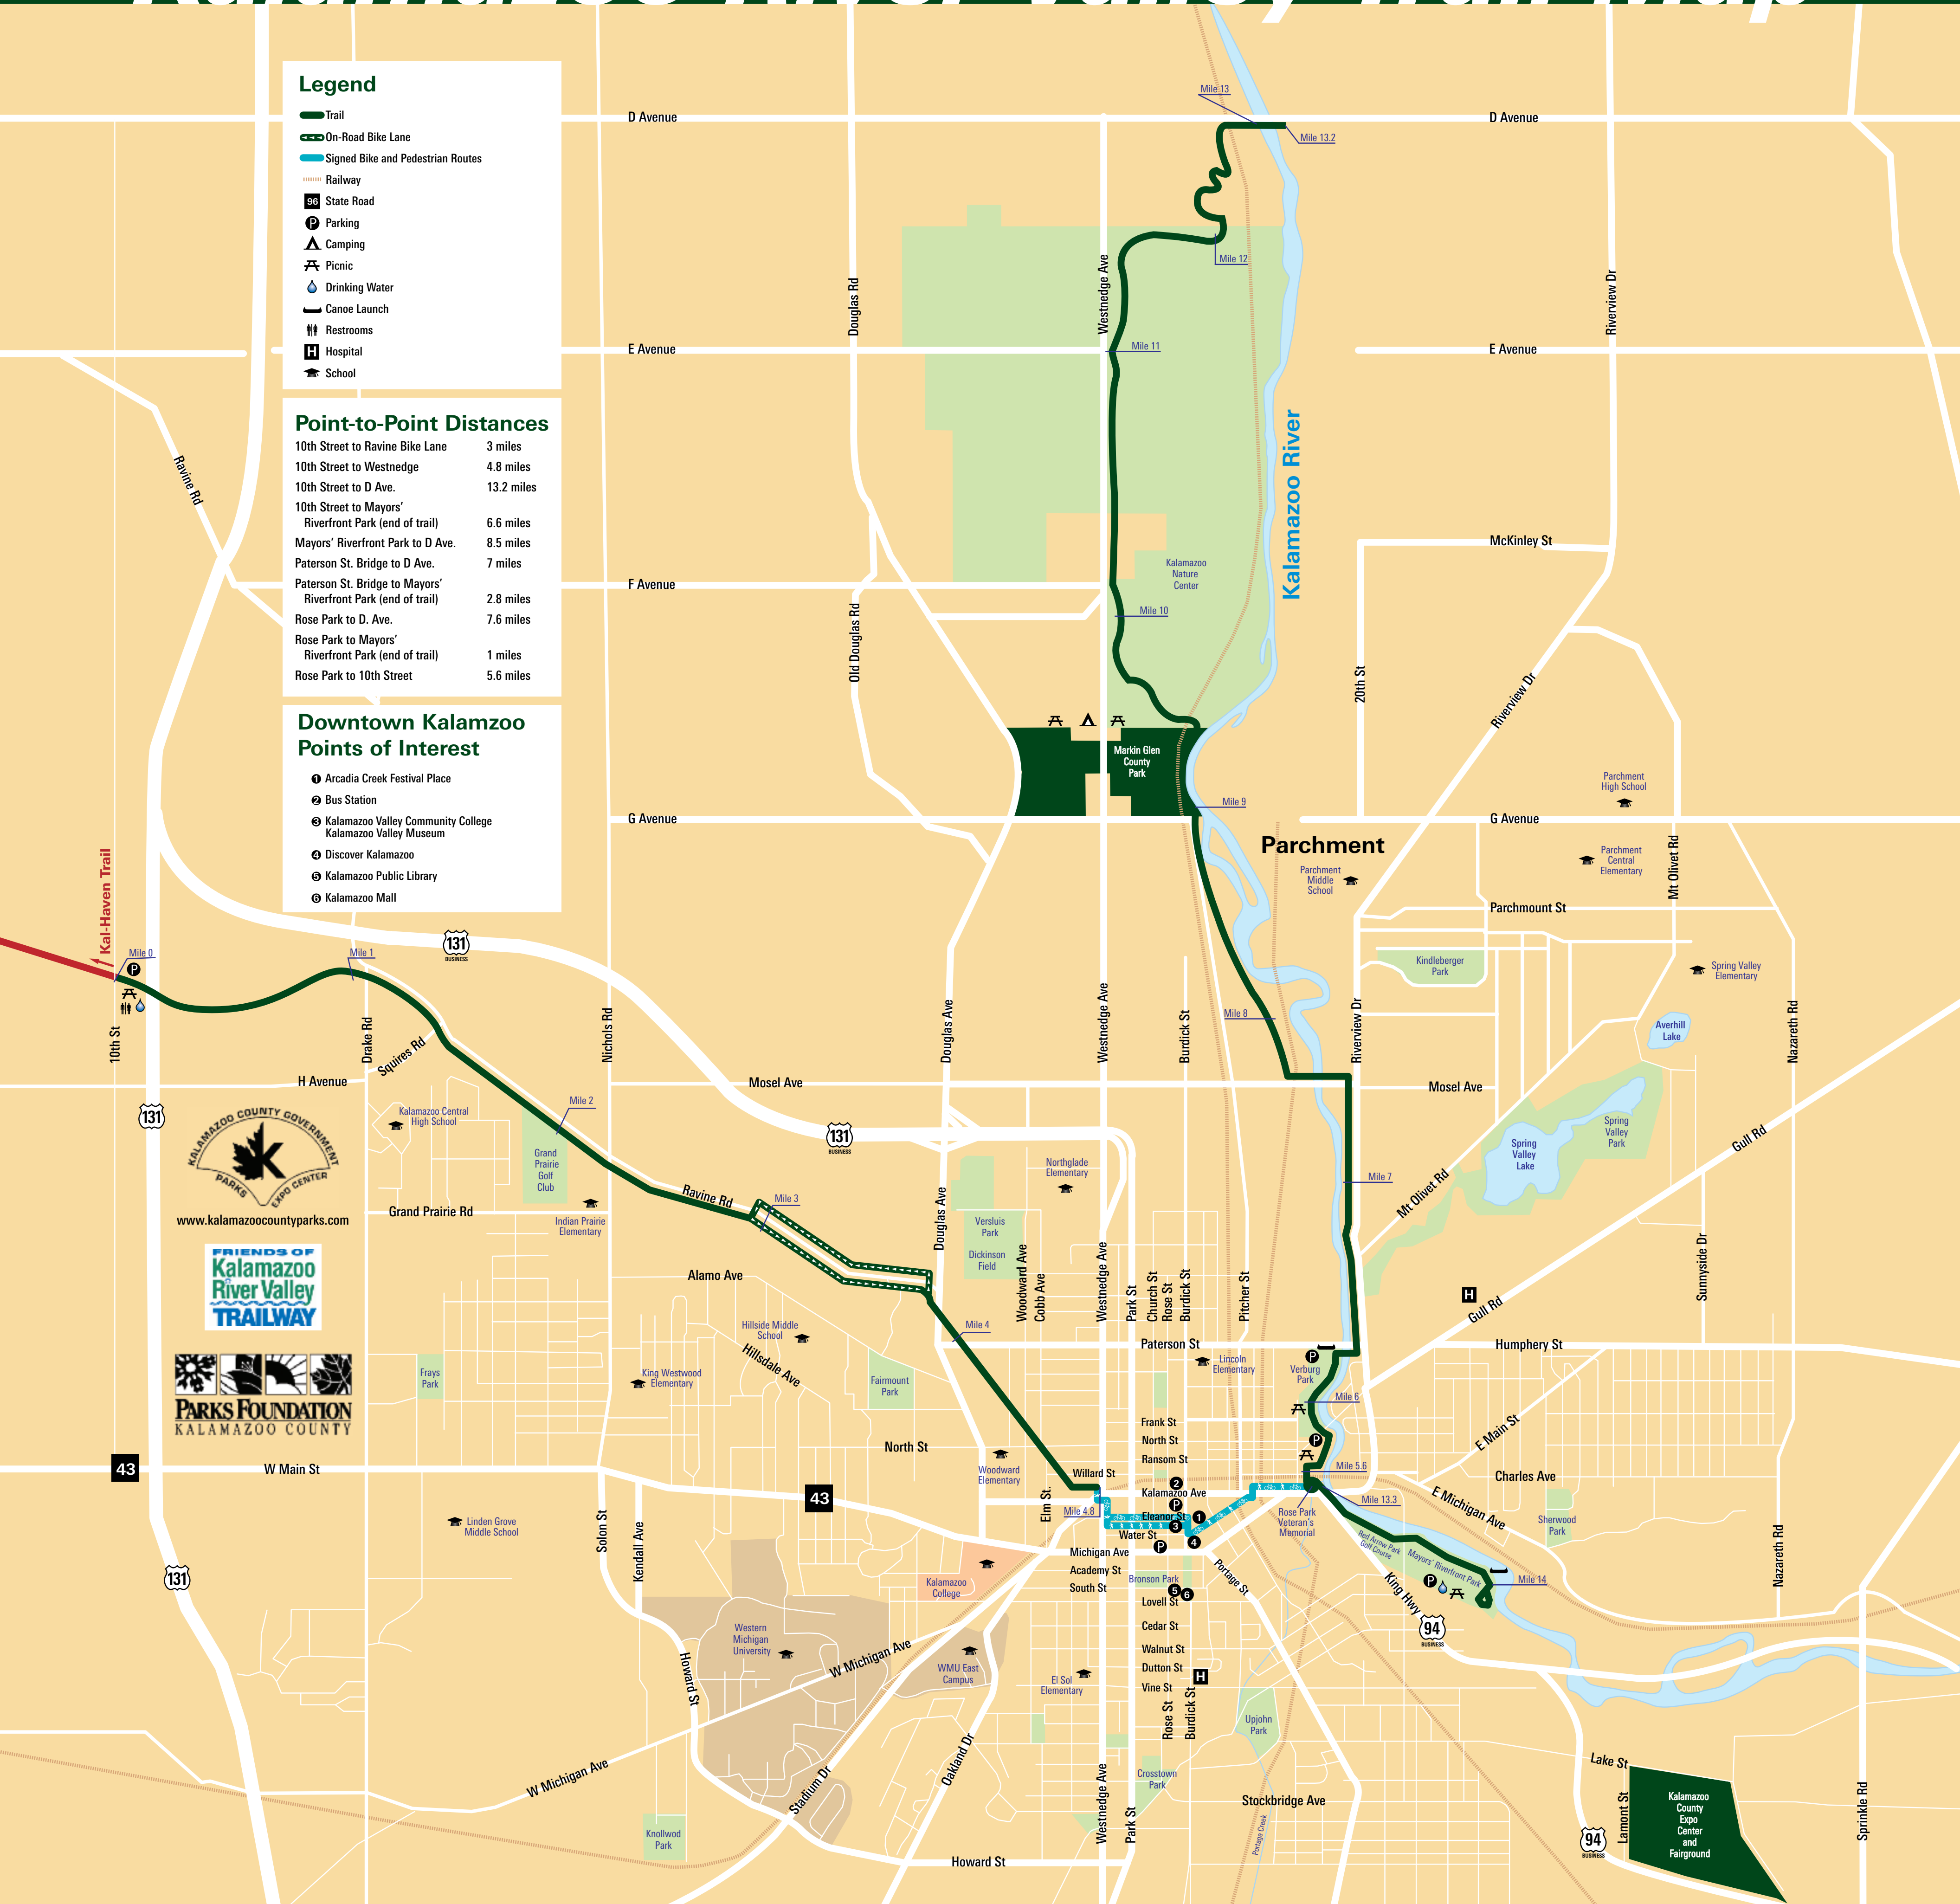 Legend
Trail
On-Road Bike Lane
Signed Bike and Pedestrian Routes
Railway
96 State Road
P Parking
Camping
Picnic
Drinking Water
Canoe Launch
Restrooms
H Hospital
School
Point-to-Point Distances
10th Street to Ravine Bike Lane 3 miles
10th Street to Westnedge 4.8 miles
10th Street to D Ave. 13.2 miles
10th Street to Mayors'
Riverfront Park (end of trail) 6.6 miles
Mayors' Riverfront Park to D Ave. 8.5 miles
Paterson St. Bridge to D Ave. 7 miles
Paterson St. Bridge to Mayors'
Riverfront Park (end of trail) 2.8 miles
Rose Park to D. Ave. 7.6 miles
Rose Park to Mayors'
Riverfront Park (end of trail) 1 miles
Rose Park to 10th Street 5.6 miles
Downtown Kalamzoo
Points of Interest
1 Arcadia Creek Festival Place
2 Bus Station
3 Kalamazoo Valley Community College
Kalamazoo Valley Museum
4 Discover Kalamazoo
5 Kalamazoo Public Library
6 Kalamazoo Mall
Mile 13
Mile 13.2
D Avenue
D Avenue
Mile 12
Westnedge Ave
Douglas Rd
Riverview Dr
Mile 11
E Avenue
E Avenue
Ravine Rd
Kalamazoo River
McKinley St
Kalamazoo
Nature
Center
F Avenue
Mile 10
Old Douglas Rd
20th St
Riverview Dr
Markin Glen
County
Park
Mile 9
Parchment
High School
G Avenue
G Avenue
Parchment
Parchment
Middle
School
Parchment
Central
Elementary
Mt Olivet Rd
Parchmount St
Kal-Haven Trail
Mile 0
P
Mile 1
131
BUSINESS
Kindleberger
Park
Spring Valley
Elementary
10th St
Drake Rd
Squires Rd
Nichols Rd
Douglas Ave
Westnedge Ave
Burdick St
Mile 8
Riverview Dr
Averhill
Lake
Nazareth Rd
H Avenue
Mosel Ave
Mosel Ave
131
KALAMAZOO COUNTY GOVERNMENT
K
PARKS
EXPO CENTER
www.kalamazoocountyparks.com
Kalamazoo Central
High School
Mile 2
Grand
Prairie
Golf
Club
131
BUSINESS
Spring
Valley
Park
Spring
Valley
Lake
Gull Rd
Northglade
Elementary
Mile 7
Mt Olivet Rd
Grand Prairie Rd
Indian Prairie
Elementary
Ravine Rd
Mile 3
Douglas Ave
Versluis
Park
Dickinson
Field
FRIENDS OF
Kalamazoo
River Valley
TRAILWAY
Alamo Ave
Woodward Ave
Cobb Ave
Westnedge Ave
Park St
Church St
Rose St
Burdick St
Pitcher St
Sunnyside Dr
H
Gull Rd
Hillside Middle
School
Mile 4
Hillsdale Ave
Paterson St
Humphery St
PARKS FOUNDATION
KALAMAZOO COUNTY
Frays
Park
King Westwood
Elementary
Fairmount
Park
Lincoln
Elementary
P
Verburg
Park
Mile 6
Frank St
North St
North St
Ransom St
P
E Main St
43
W Main St
Woodward
Elementary
Willard St
Mile 5.6
Charles Ave
43
2
Kalamazoo Ave
Elm St.
P
Mile 4.8
Eleanor St
1
3
Water St
4
P
Rose Park
Veteran's
Memorial
Mile 13.3
E Michigan Ave
Sherwood
Park
Linden Grove
Middle School
Solon St
Kendall Ave
Michigan Ave
Academy St
South St
Bronson Park
5
6
Lovell St
Portage St
Red Arrow Park
Golf Course
Mayors' Riverfront Park
P
Mile 14
King Hwy
94
BUSINESS
Nazareth Rd
131
Kalamazoo
College
Cedar St
Walnut St
Dutton St
Vine St
H
Western
Michigan
University
W Michigan Ave
WMU East
Campus
El Sol
Elementary
Howard St
Rose St
Burdick St
Upjohn
Park
W Michigan Ave
Stadium Dr
Oakland Dr
Westnedge Ave
Park St
Crosstown
Park
Stockbridge Ave
Portage Creek
Knollwod
Park
Howard St
Lake St
Lamont St
94
BUSINESS
Kalamazoo
County
Expo
Center
and
Fairground
Sprinkle Rd